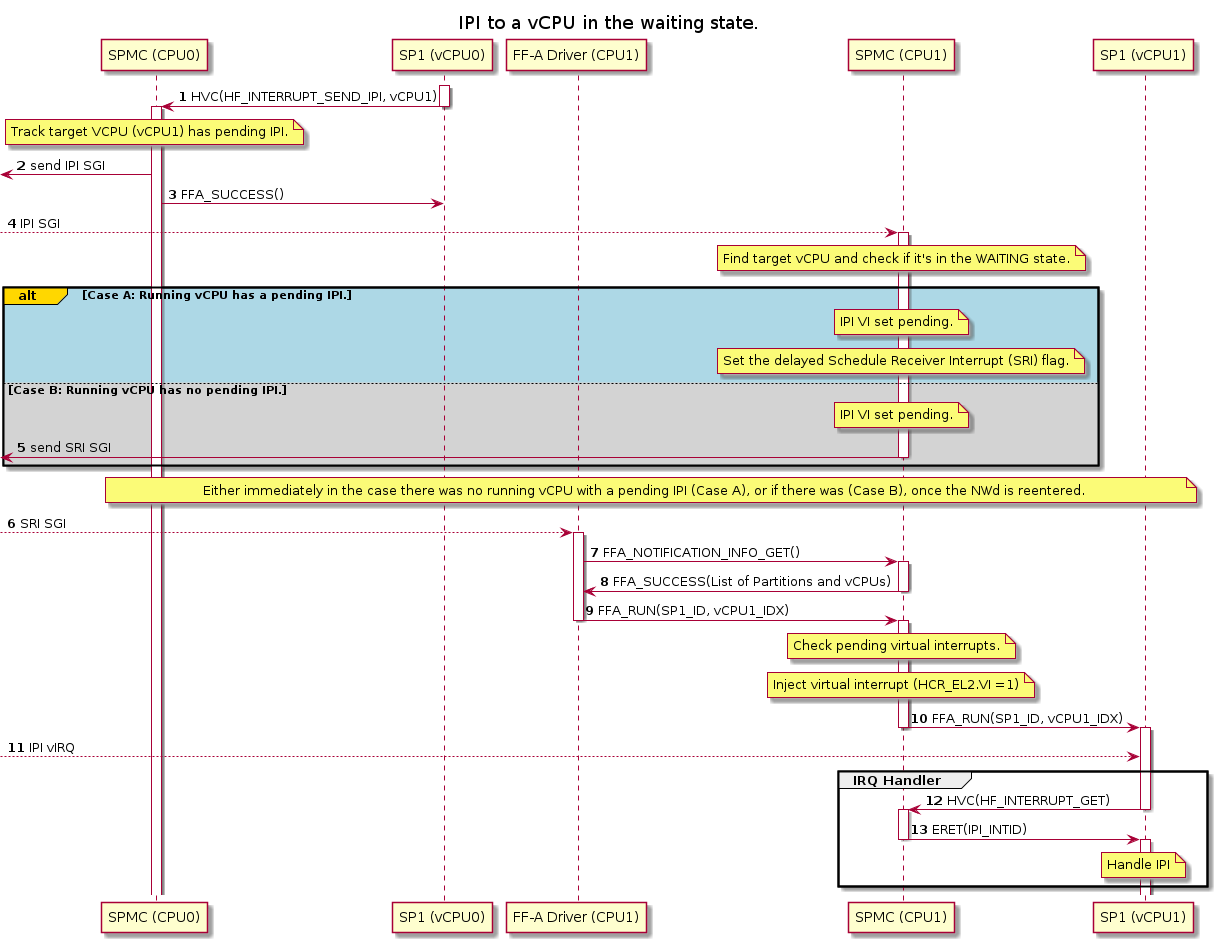 IPI to a vCPU in the waiting state.
SPMC (CPU0)
SP1 (vCPU0)
FF-A Driver (CPU1)
SPMC (CPU1)
SP1 (vCPU1)
1 HVC(HF_INTERRUPT_SEND_IPI, vCPU1)
Track target VCPU (vCPU1) has pending IPI.
2 send IPI SGI
3 FFA_SUCCESS()
4 IPI SGI
Find target vCPU and check if it's in the WAITING state.
alt
[Case A: Running vCPU has a pending IPI.]
IPI VI set pending.
Set the delayed Schedule Receiver Interrupt (SRI) flag.
[Case B: Running vCPU has no pending IPI.]
IPI VI set pending.
5 send SRI SGI
Either immediately in the case there was no running vCPU with a pending IPI (Case A), or if there was (Case B), once the NWd is reentered.
6 SRI SGI
7 FFA_NOTIFICATION_INFO_GET()
8 FFA_SUCCESS(List of Partitions and vCPUs)
9 FFA_RUN(SP1_ID, vCPU1_IDX)
Check pending virtual interrupts.
Inject virtual interrupt (HCR_EL2.VI =1)
10 FFA_RUN(SP1_ID, vCPU1_IDX)
11 IPI vIRQ
IRQ Handler
12 HVC(HF_INTERRUPT_GET)
13 ERET(IPI_INTID)
Handle IPI
SPMC (CPU0)
SP1 (vCPU0)
FF-A Driver (CPU1)
SPMC (CPU1)
SP1 (vCPU1)